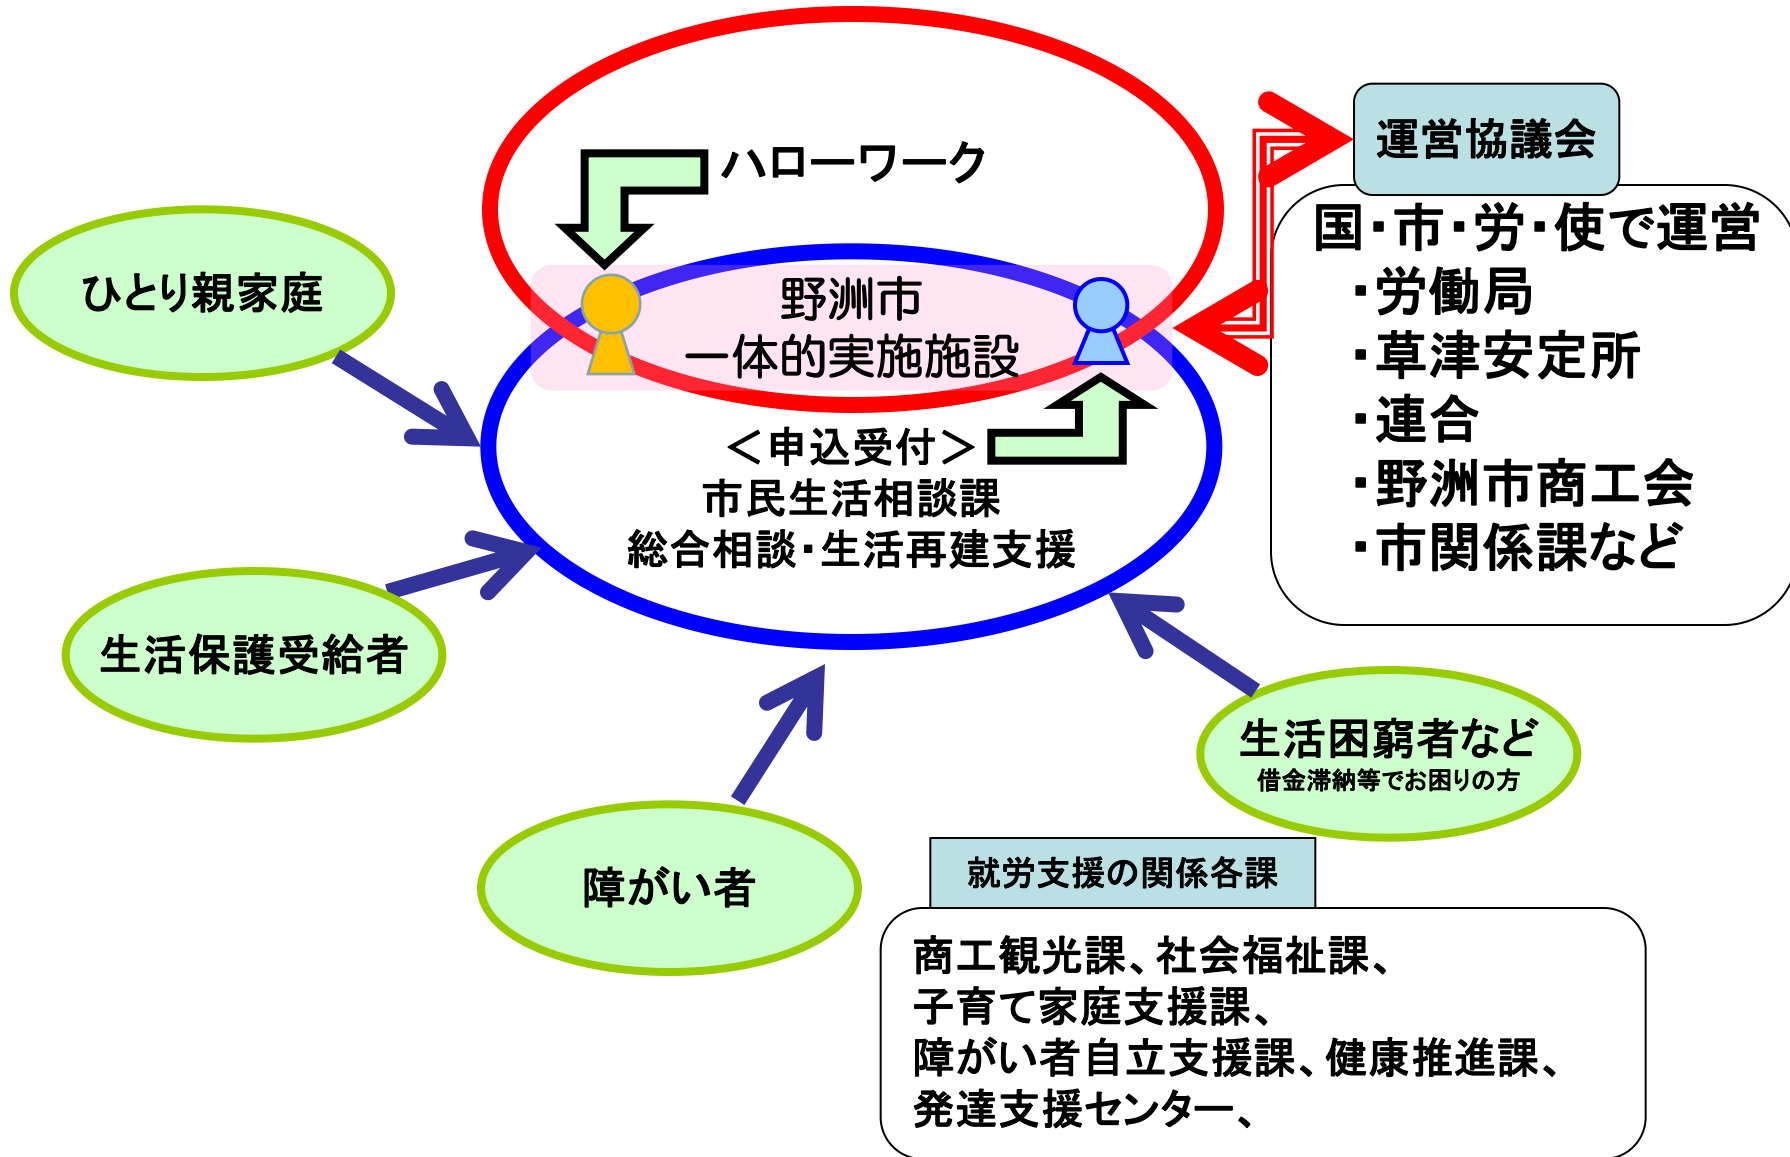 ハローワーク
野洲市
一体的実施施設
＜申込受付＞
市民生活相談課
総合相談・生活再建支援
運営協議会
国・市・労・使で運営
・労働局
・草津安定所
・連合
・野洲市商工会
・市関係課など
ひとり親家庭
生活保護受給者
障がい者
生活困窮者など
借金滞納等でお困りの方
就労支援の関係各課
商工観光課、社会福祉課、
子育て家庭支援課、
障がい者自立支援課、健康推進課、
発達支援センター、